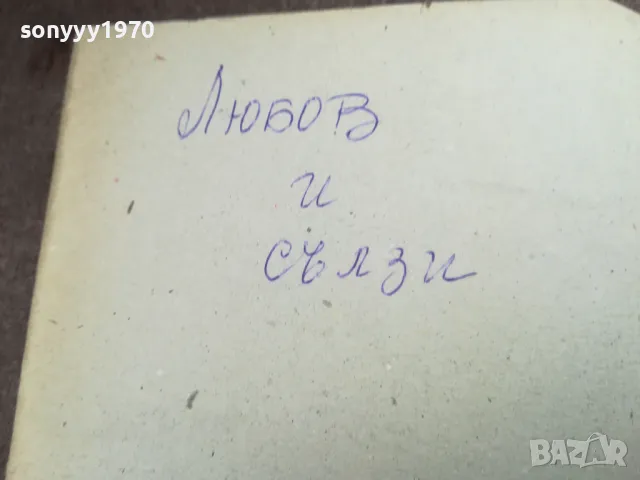 sonyyy1970
Любов
и
сълзи
BAZAR